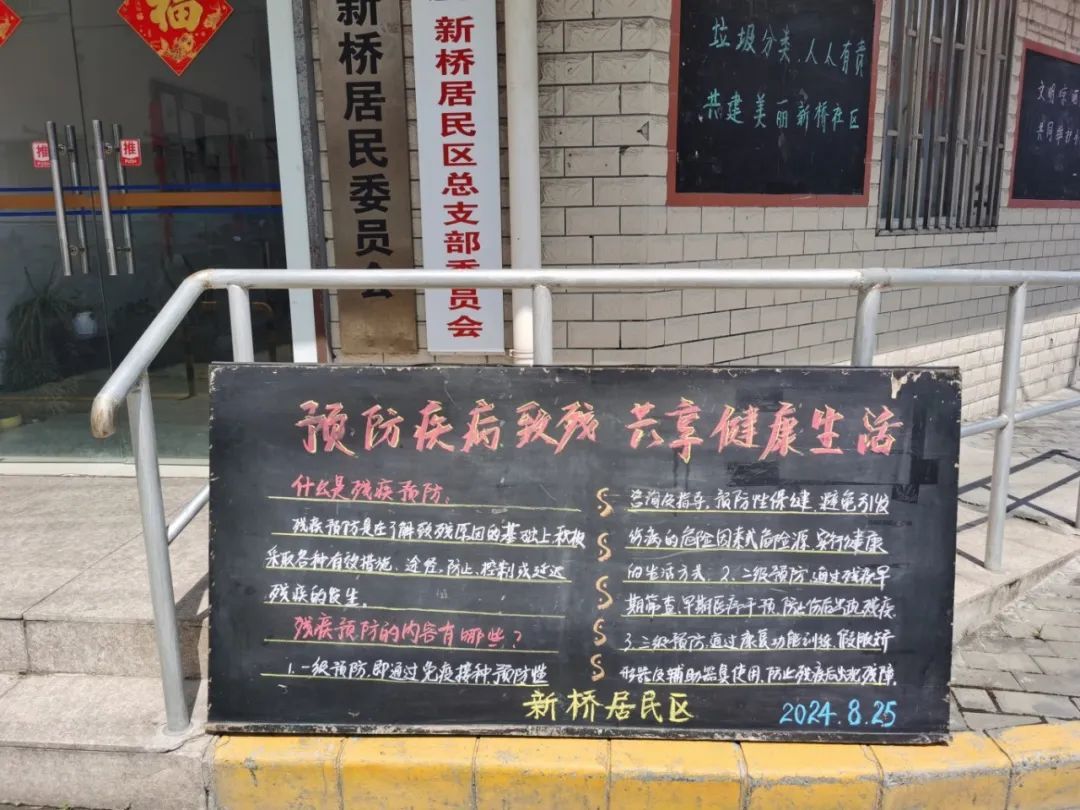 福
推
PUSH
推
PUSH
新桥居民委员会
新桥居民区总支部委员会
垃圾分类,人人有责
共建美丽新桥社区
预防疾病致残 共享健康生活
什么是残疾预防.
残疾预防是在了解致残原因的基础上积极
采取各种有效措施、途径,防止、控制或延迟
残疾的发生.
残疾预防的内容有哪些?
1.一级预防,即通过免疫接种,预防性
咨询及指导,预防性保健,避免引发
伤病的危险因素或危险源,实行健康
的生活方式、2、二级预防,通过残疾早
期筛查,早期医疗干预,防止伤后出现残疾
3.三级预防,通过康复功能训练,假肢矫
形器及辅助器具使用,防止残疾后出现残障.
新桥居民区
2024.8.25